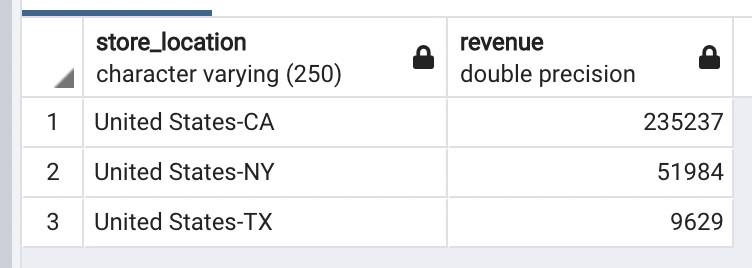 store_location revenue
character varying (250) double precision
1 United States-CA 235237
2 United States-NY 51984
3 United States-TX 9629